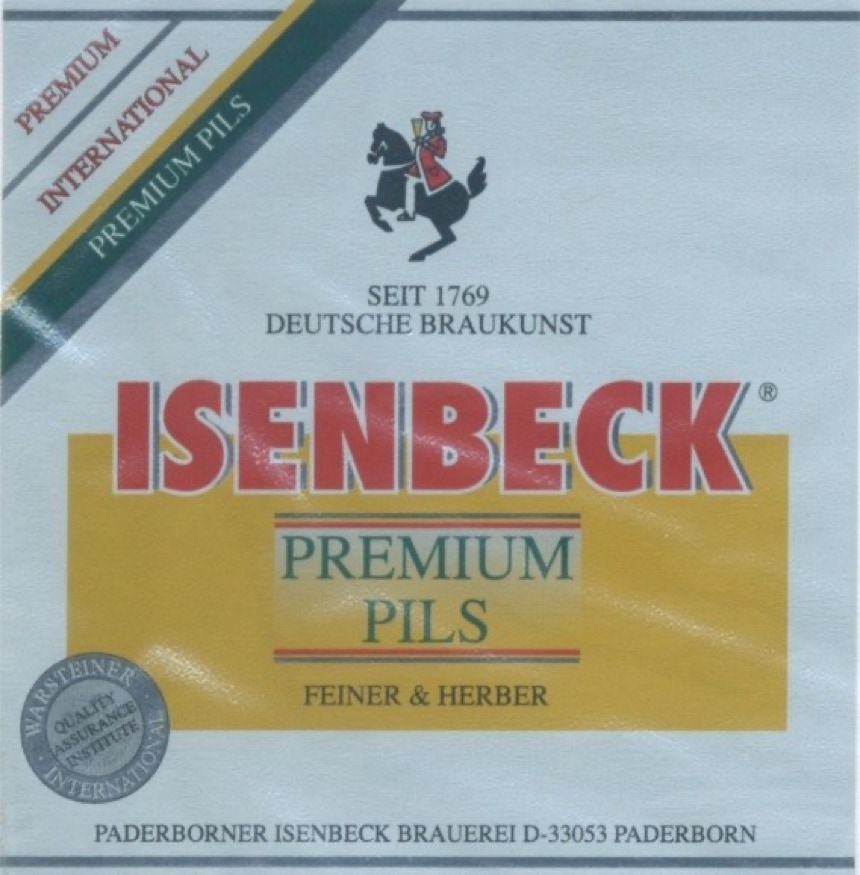 PREMIUM
INTERNATIONAL
PREMIUM PILS
SEIT 1769
DEUTSCHE BRAUKUNST
ISENBECK®
PREMIUM
PILS
FEINER & HERBER
WARSTEINER
QUALITY
ASSURANCE
INSTITUTE
INTERNATIONAL
PADERBORNER ISENBECK BRAUEREI D-33053 PADERBORN